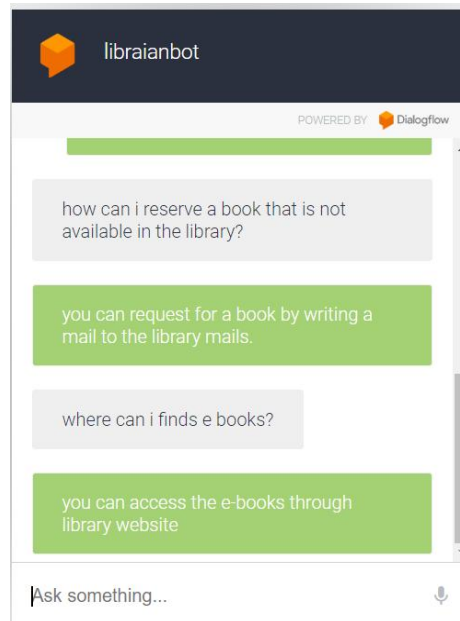 libraianbot
POWERED BY Dialogflow
how can i reserve a book that is not
available in the library?
you can request for a book by writing a
mail to the library mails.
where can i finds e books?
you can access the e-books through
library website
Ask something...